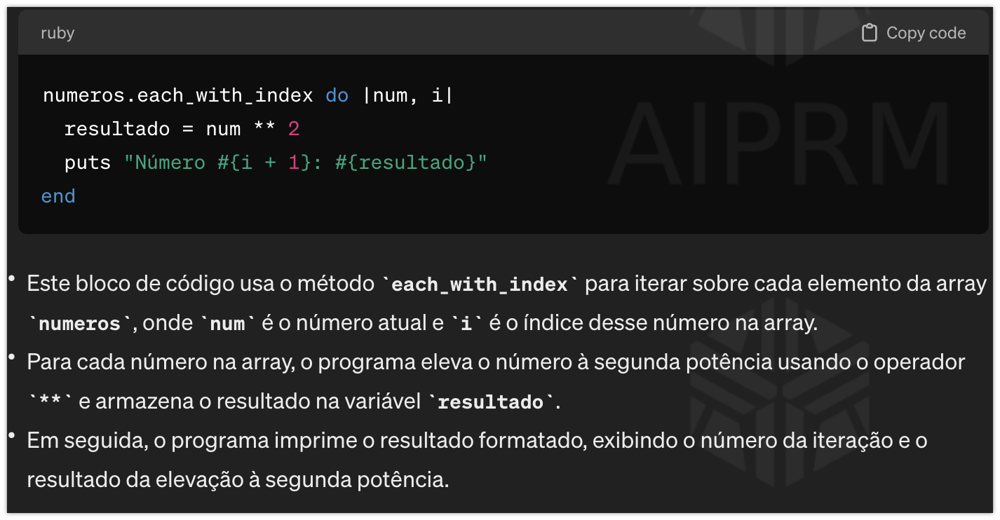 ruby Copy code
numeros.each_with_index do |num, i|
  resultado = num ** 2
  puts "Número #{i + 1}: #{resultado}"
end
AIPRM
• Este bloco de código usa o método `each_with_index` para iterar sobre cada elemento da array
`numeros`, onde `num` é o número atual e `i` é o índice desse número na array.
• Para cada número na array, o programa eleva o número à segunda potência usando o operador
`**` e armazena o resultado na variável `resultado`.
• Em seguida, o programa imprime o resultado formatado, exibindo o número da iteração e o
resultado da elevação à segunda potência.